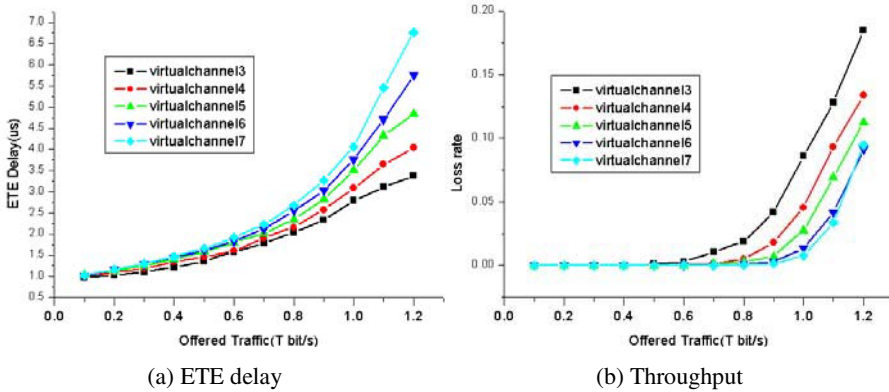 7.0
6.5
6.0
5.5
5.0
4.5
4.0
3.5
3.0
2.5
2.0
1.5
1.0
0.5
ETE Delay(us)
virtualchannel3
virtualchannel4
virtualchannel5
virtualchannel6
virtualchannel7
0.0 0.2 0.4 0.6 0.8 1.0 1.2
Offered Traffic(T bit/s)
(a) ETE delay
0.20
0.15
0.10
0.05
0.00
Loss rate
virtualchannel3
virtualchannel4
virtualchannel5
virtualchannel6
virtualchannel7
0.0 0.2 0.4 0.6 0.8 1.0 1.2
Offered Traffic(T bit/s)
(b) Throughput